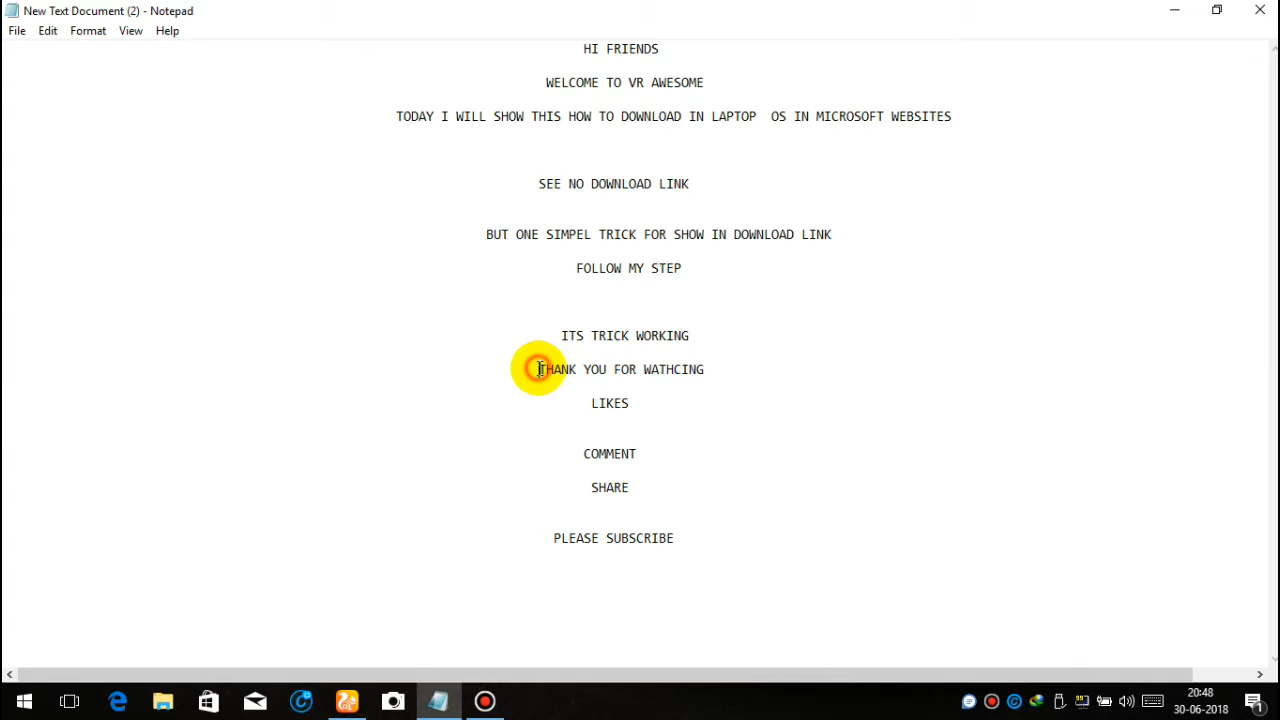 New Text Document (2) - Notepad
File Edit Format View Help
HI FRIENDS
WELCOME TO VR AWESOME
TODAY I WILL SHOW THIS HOW TO DOWNLOAD IN LAPTOP  OS IN MICROSOFT WEBSITES
SEE NO DOWNLOAD LINK
BUT ONE SIMPEL TRICK FOR SHOW IN DOWNLOAD LINK
FOLLOW MY STEP
ITS TRICK WORKING
THANK YOU FOR WATHCING
LIKES
COMMENT
SHARE
PLEASE SUBSCRIBE
20:48
30-06-2018
1